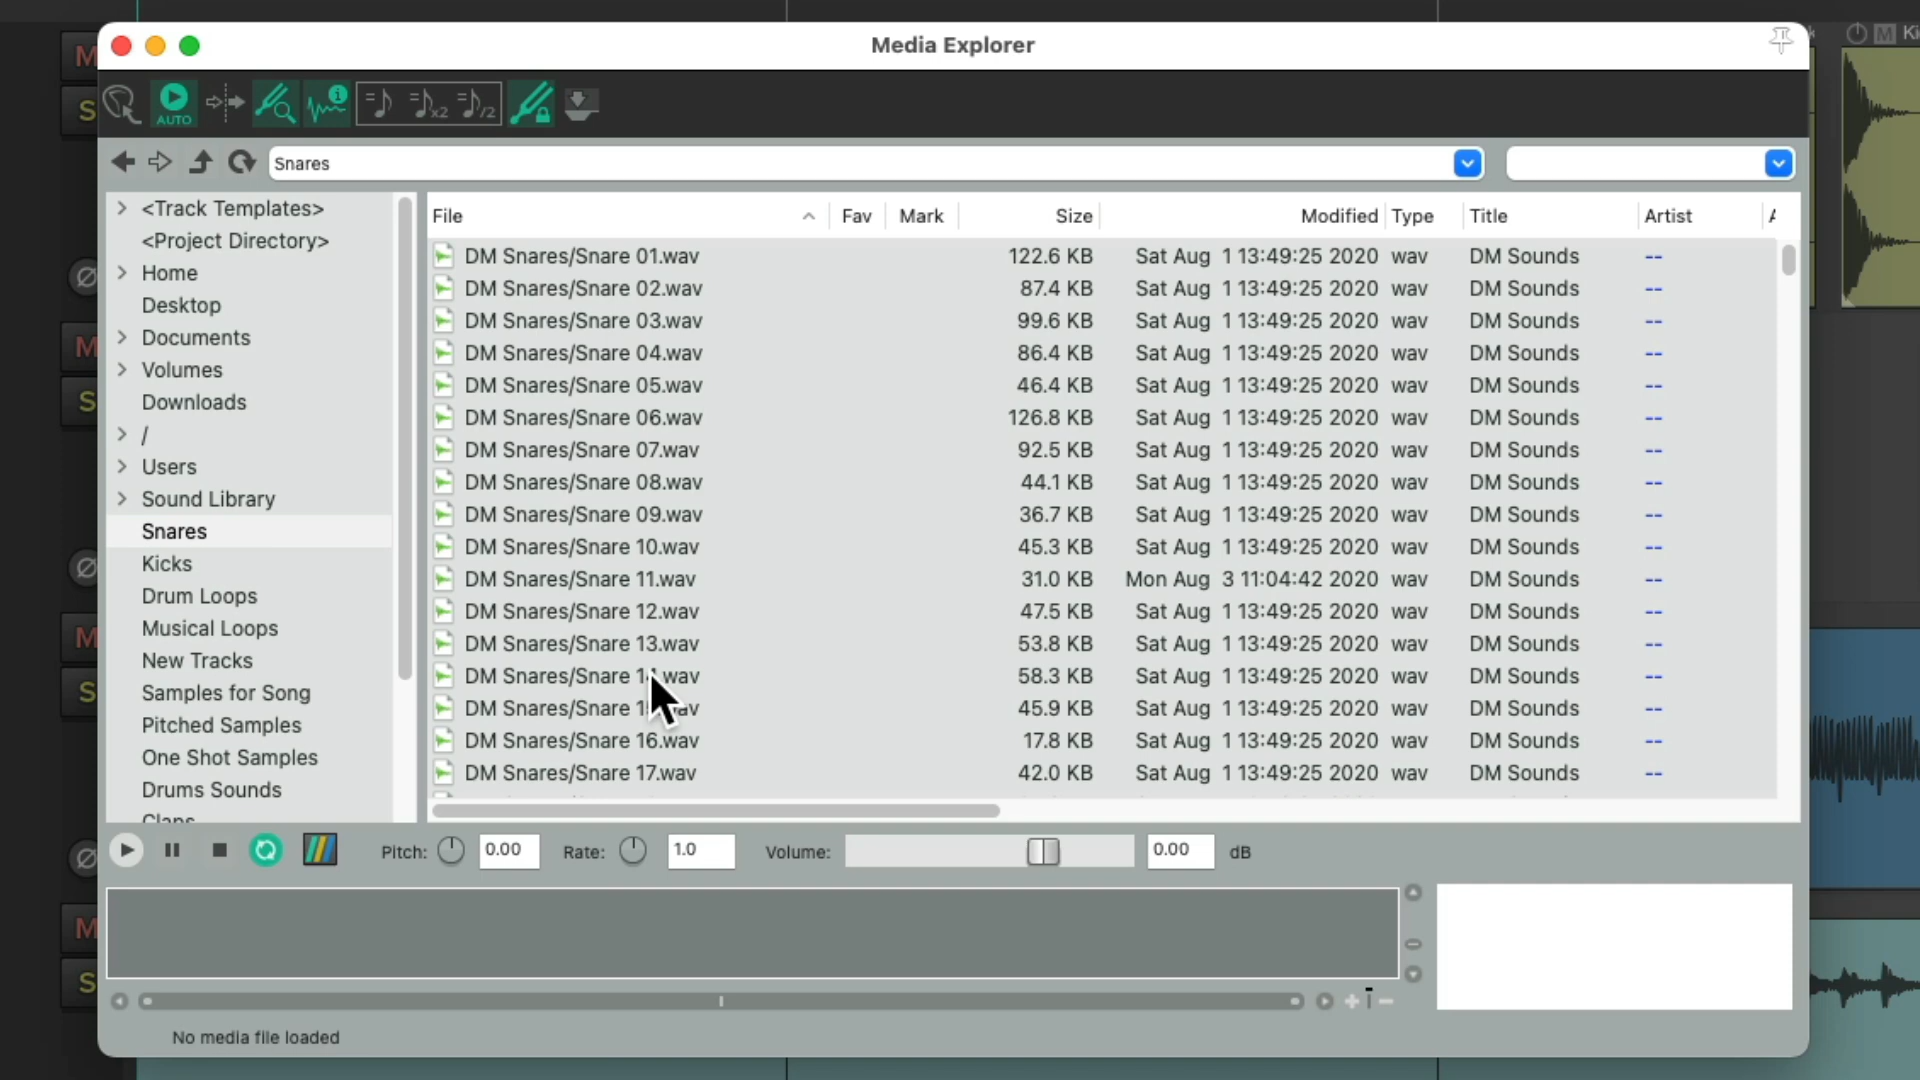 Media Explorer
M
M
Ki
S
AUTO
x2
/2
Snares
<Track Templates>
<Project Directory>
Home
Desktop
Documents
Volumes
Downloads
/
Users
Sound Library
Snares
Kicks
Drum Loops
Musical Loops
New Tracks
Samples for Song
Pitched Samples
One Shot Samples
Drums Sounds
Claps
File Fav Mark Size Modified Type Title Artist
DM Snares/Snare 01.wav 122.6 KB Sat Aug 1 13:49:25 2020 wav DM Sounds --
DM Snares/Snare 02.wav 87.4 KB Sat Aug 1 13:49:25 2020 wav DM Sounds --
DM Snares/Snare 03.wav 99.6 KB Sat Aug 1 13:49:25 2020 wav DM Sounds --
DM Snares/Snare 04.wav 86.4 KB Sat Aug 1 13:49:25 2020 wav DM Sounds --
DM Snares/Snare 05.wav 46.4 KB Sat Aug 1 13:49:25 2020 wav DM Sounds --
DM Snares/Snare 06.wav 126.8 KB Sat Aug 1 13:49:25 2020 wav DM Sounds --
DM Snares/Snare 07.wav 92.5 KB Sat Aug 1 13:49:25 2020 wav DM Sounds --
DM Snares/Snare 08.wav 44.1 KB Sat Aug 1 13:49:25 2020 wav DM Sounds --
DM Snares/Snare 09.wav 36.7 KB Sat Aug 1 13:49:25 2020 wav DM Sounds --
DM Snares/Snare 10.wav 45.3 KB Sat Aug 1 13:49:25 2020 wav DM Sounds --
DM Snares/Snare 11.wav 31.0 KB Mon Aug 3 11:04:42 2020 wav DM Sounds --
DM Snares/Snare 12.wav 47.5 KB Sat Aug 1 13:49:25 2020 wav DM Sounds --
DM Snares/Snare 13.wav 53.8 KB Sat Aug 1 13:49:25 2020 wav DM Sounds --
DM Snares/Snare 58.3 KB Sat Aug 1 13:49:25 2020 wav DM Sounds --
DM Snares/Snare 45.9 KB Sat Aug 1 13:49:25 2020 wav DM Sounds --
DM Snares/Snare 16.wav 17.8 KB Sat Aug 1 13:49:25 2020 wav DM Sounds --
DM Snares/Snare 17.wav 42.0 KB Sat Aug 1 13:49:25 2020 wav DM Sounds --
M
S
M
S
M
S
Pitch: 0.00 Rate: 1.0 Volume: 0.00 dB
No media file loaded